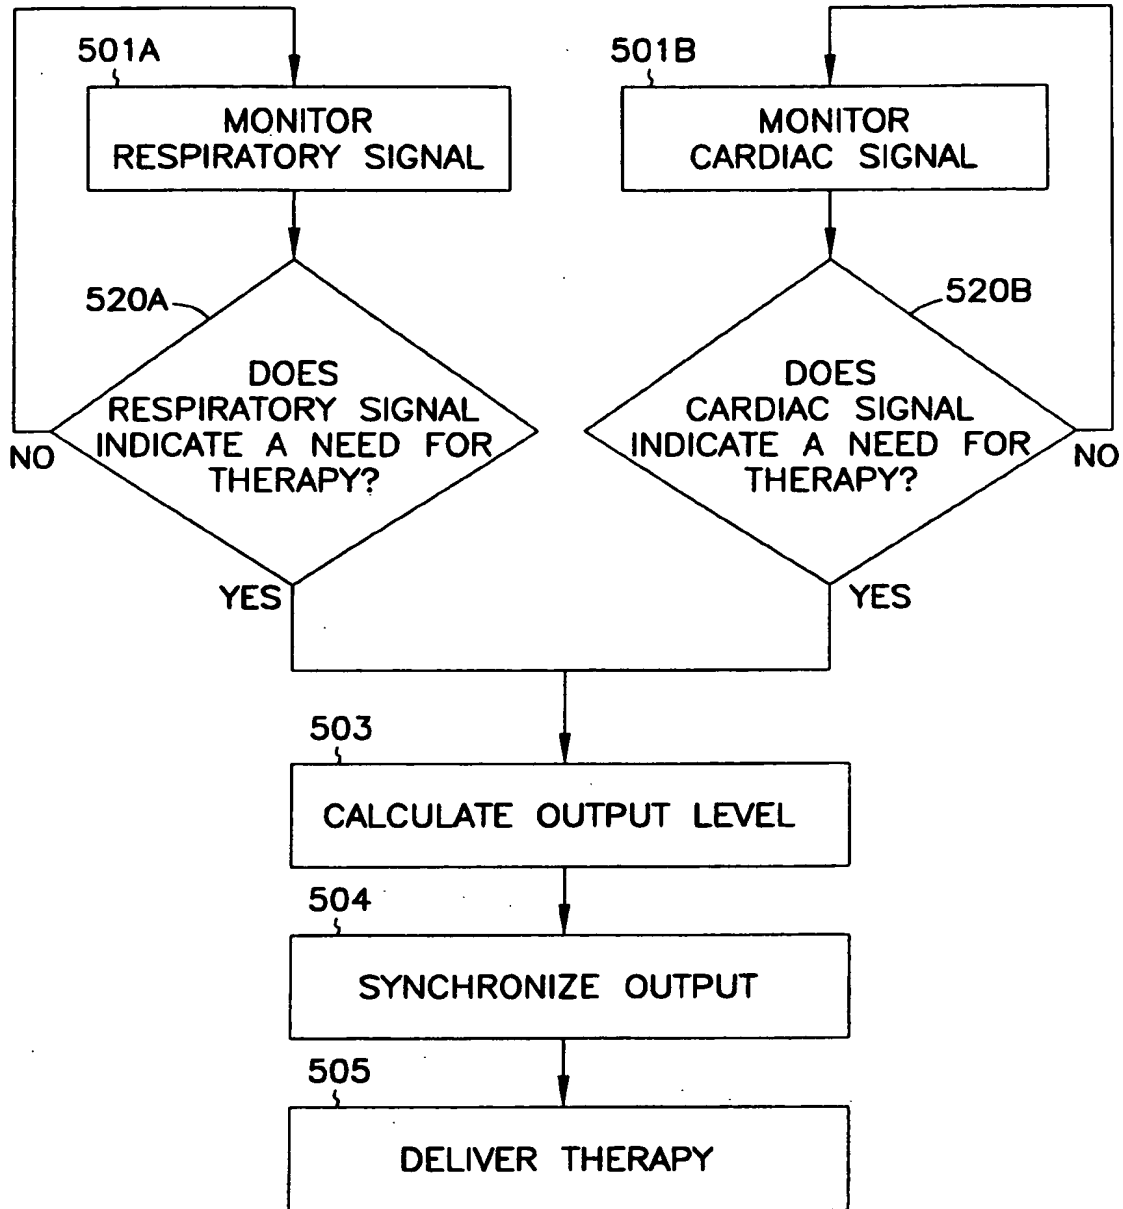 501A
MONITOR
RESPIRATORY SIGNAL
520A
DOES
RESPIRATORY SIGNAL
INDICATE A NEED FOR
THERAPY?
NO
YES
501B
MONITOR
CARDIAC SIGNAL
520B
DOES
CARDIAC SIGNAL
INDICATE A NEED FOR
THERAPY?
NO
YES
503
CALCULATE OUTPUT LEVEL
504
SYNCHRONIZE OUTPUT
505
DELIVER THERAPY